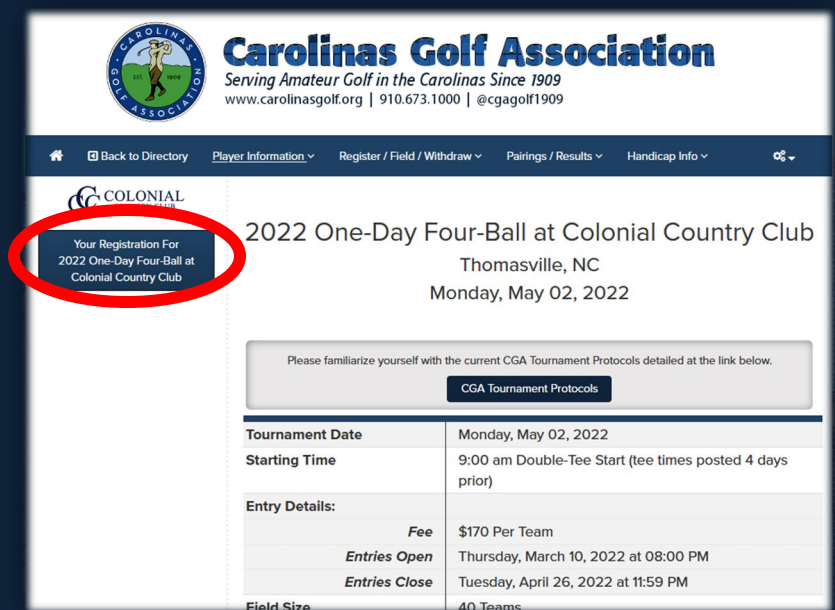 CAROLINAS GOLF ASSOCIATION
EST. 1909
Carolinas Golf Association
Serving Amateur Golf in the Carolinas Since 1909
www.carolinasgolf.org | 910.673.1000 | @cgagolf1909
Back to Directory Player Information Register / Field / Withdraw Pairings / Results Handicap Info
CC COLONIAL
Your Registration For
2022 One-Day Four-Ball at
Colonial Country Club
2022 One-Day Four-Ball at Colonial Country Club
Thomasville, NC
Monday, May 02, 2022
Please familiarize yourself with the current CGA Tournament Protocols detailed at the link below.
CGA Tournament Protocols
Tournament Date Monday, May 02, 2022
Starting Time 9:00 am Double-Tee Start (tee times posted 4 days
prior)
Entry Details:
Fee $170 Per Team
Entries Open Thursday, March 10, 2022 at 08:00 PM
Entries Close Tuesday, April 26, 2022 at 11:59 PM
Field Size 40 Teams